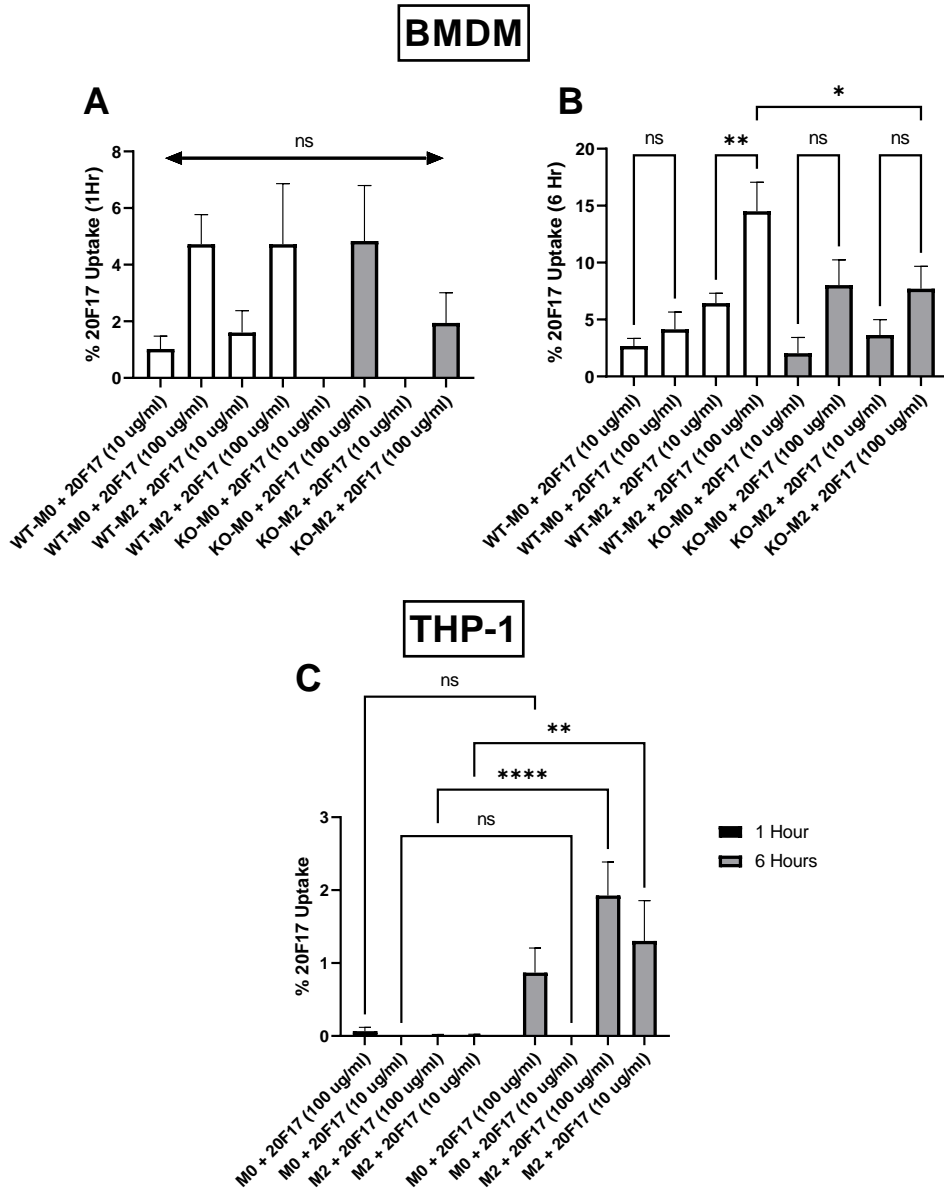 BMDM
A
ns
8
6
4
2
0
% 20F17 Uptake (1Hr)
WT-M0 + 20F17 (10 ug/ml)
WT-M0 + 20F17 (100 ug/ml)
WT-M2 + 20F17 (10 ug/ml)
WT-M2 + 20F17 (100 ug/ml)
KO-M0 + 20F17 (10 ug/ml)
KO-M0 + 20F17 (100 ug/ml)
KO-M2 + 20F17 (10 ug/ml)
KO-M2 + 20F17 (100 ug/ml)
B
*
ns
**
ns
ns
20
15
10
5
0
% 20F17 Uptake (6 Hr)
WT-M0 + 20F17 (10 ug/ml)
WT-M0 + 20F17 (100 ug/ml)
WT-M2 + 20F17 (10 ug/ml)
WT-M2 + 20F17 (100 ug/ml)
KO-M0 + 20F17 (10 ug/ml)
KO-M0 + 20F17 (100 ug/ml)
KO-M2 + 20F17 (10 ug/ml)
KO-M2 + 20F17 (100 ug/ml)
THP-1
C
ns
**
****
ns
3
2
1
0
% 20F17 Uptake
1 Hour
6 Hours
M0 + 20F17 (100 ug/ml)
M0 + 20F17 (10 ug/ml)
M2 + 20F17 (100 ug/ml)
M2 + 20F17 (10 ug/ml)
M0 + 20F17 (100 ug/ml)
M0 + 20F17 (10 ug/ml)
M2 + 20F17 (100 ug/ml)
M2 + 20F17 (10 ug/ml)